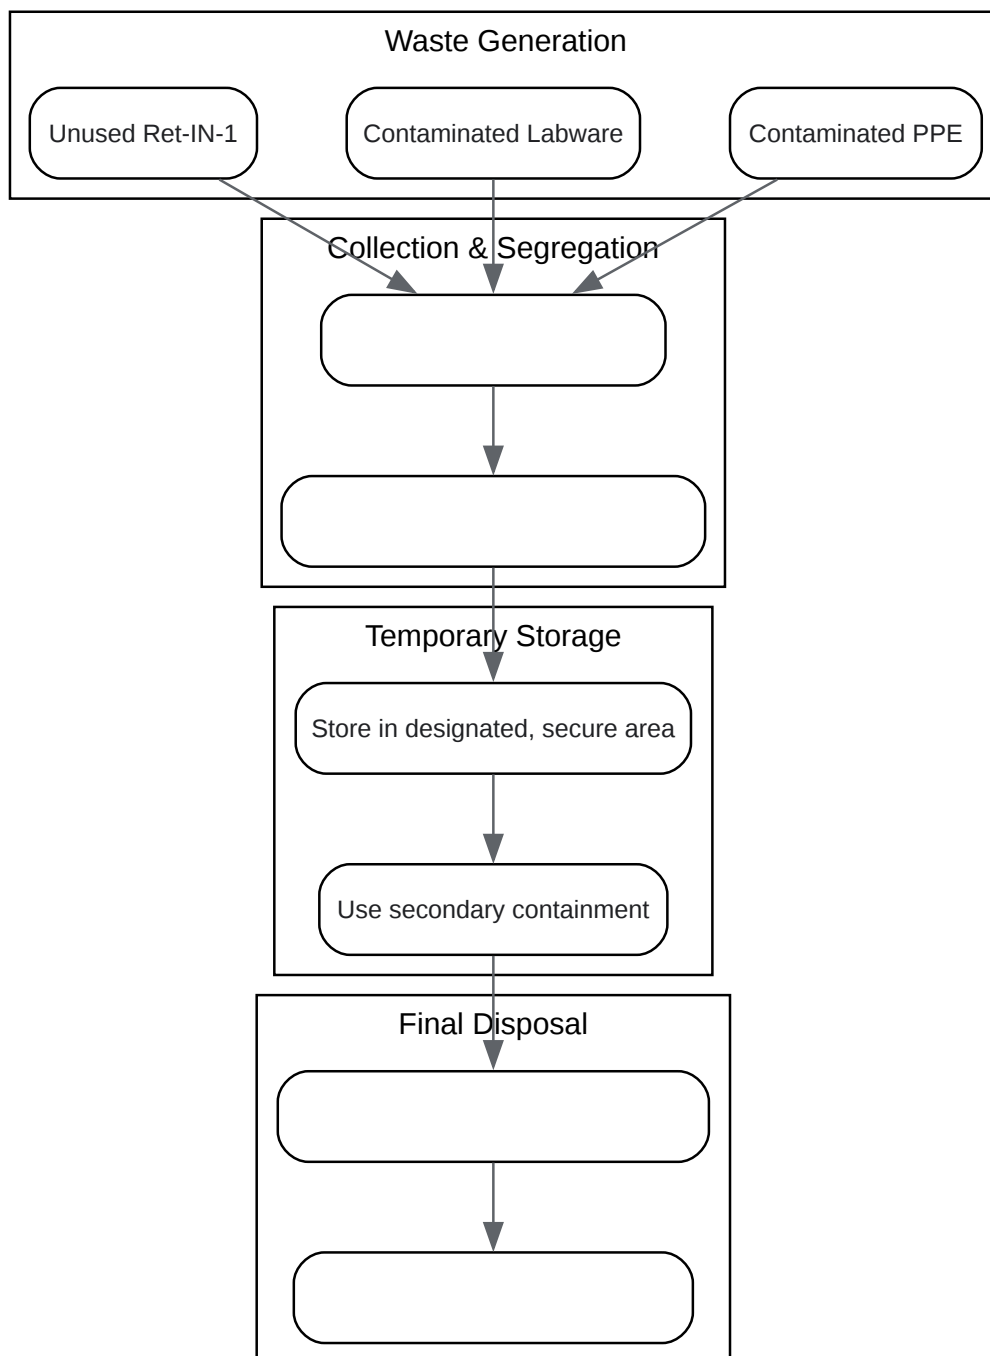 Waste Generation
Unused Ret-IN-1
Contaminated Labware
Contaminated PPE
Collection & Segregation
Temporary Storage
Store in designated, secure area
Use secondary containment
Final Disposal